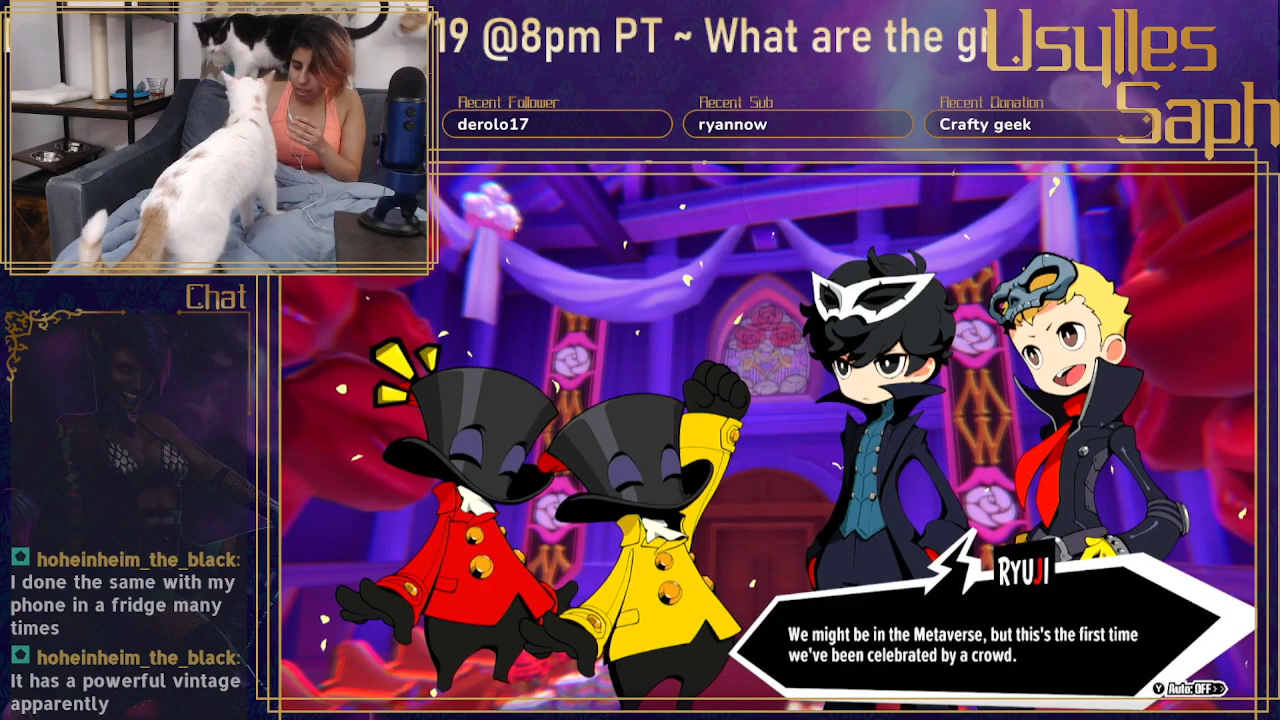 19 @8pm PT ~ What are the gr
Usylles
Saph
Recent Follower
derolo17
Recent Sub
ryannow
Recent Donation
Crafty geek
Chat
hoheinheim_the_black:
I done the same with my
phone in a fridge many
times
hoheinheim_the_black:
It has a powerful vintage
apparently
RYUJI
We might be in the Metaverse, but this's the first time
we've been celebrated by a crowd.
Y Auto: OFF